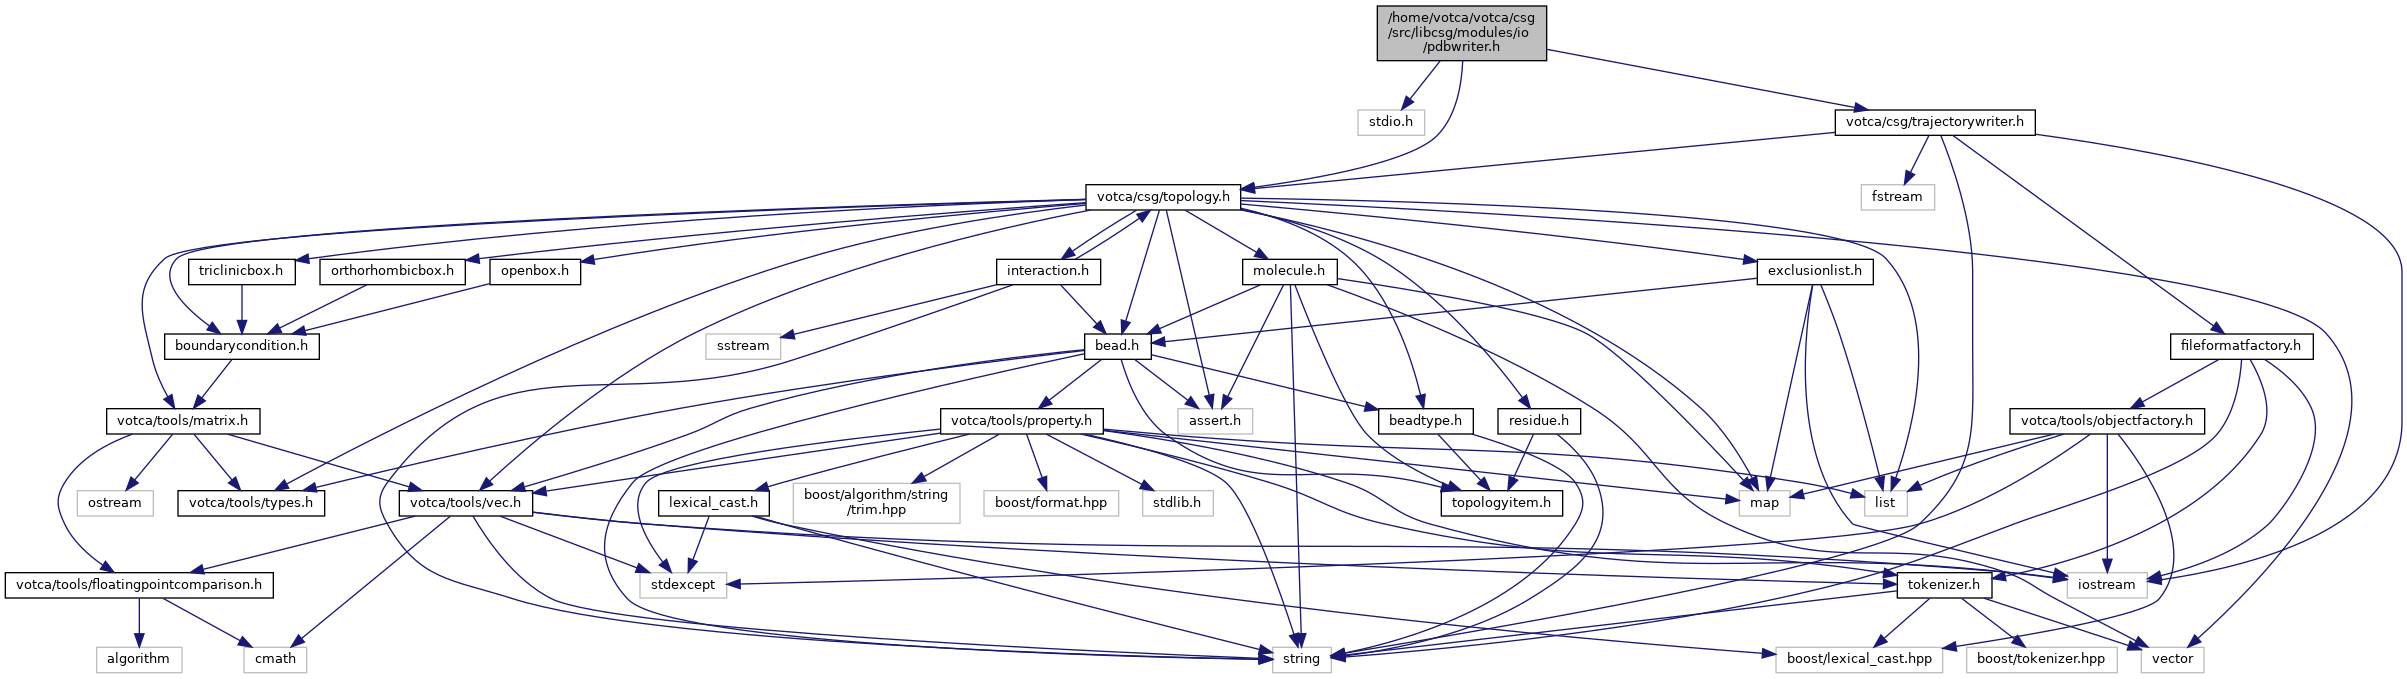 /home/votca/votca/csg
/src/libcsg/modules/io
/pdbwriter.h
stdio.h
votca/csg/trajectorywriter.h
votca/csg/topology.h
fstream
triclinicbox.h
orthorhombicbox.h
openbox.h
interaction.h
molecule.h
exclusionlist.h
boundarycondition.h
sstream
bead.h
fileformatfactory.h
votca/tools/matrix.h
votca/tools/property.h
assert.h
beadtype.h
residue.h
votca/tools/objectfactory.h
ostream
votca/tools/types.h
votca/tools/vec.h
lexical_cast.h
boost/algorithm/string
/trim.hpp
boost/format.hpp
stdlib.h
topologyitem.h
map
list
votca/tools/floatingpointcomparison.h
stdexcept
tokenizer.h
iostream
algorithm
cmath
string
boost/lexical_cast.hpp
boost/tokenizer.hpp
vector